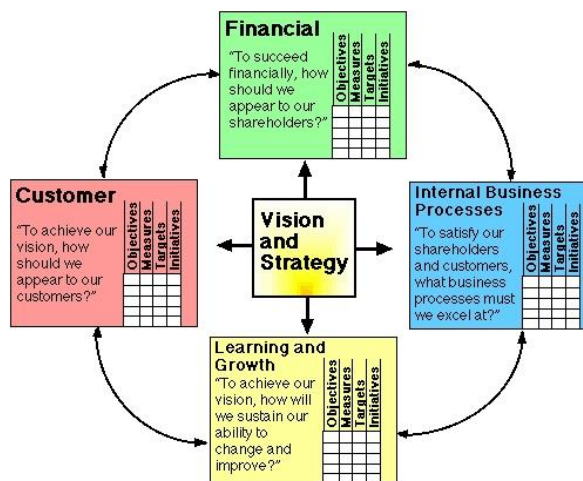 Financial
“To succeed
financially, how
should we
appear to our
shareholders?”
Objectives
Measures
Targets
Initiatives
Customer
“To achieve our
vision, how
should we
appear to our
customers?”
Objectives
Measures
Targets
Initiatives
Vision
and
Strategy
Internal Business
Processes
“To satisfy our
shareholders
and customers,
what business
processes must
we excel at?”
Objectives
Measures
Targets
Initiatives
Learning and
Growth
“To achieve our
vision, how will
we sustain our
ability to
change and
improve?”
Objectives
Measures
Targets
Initiatives